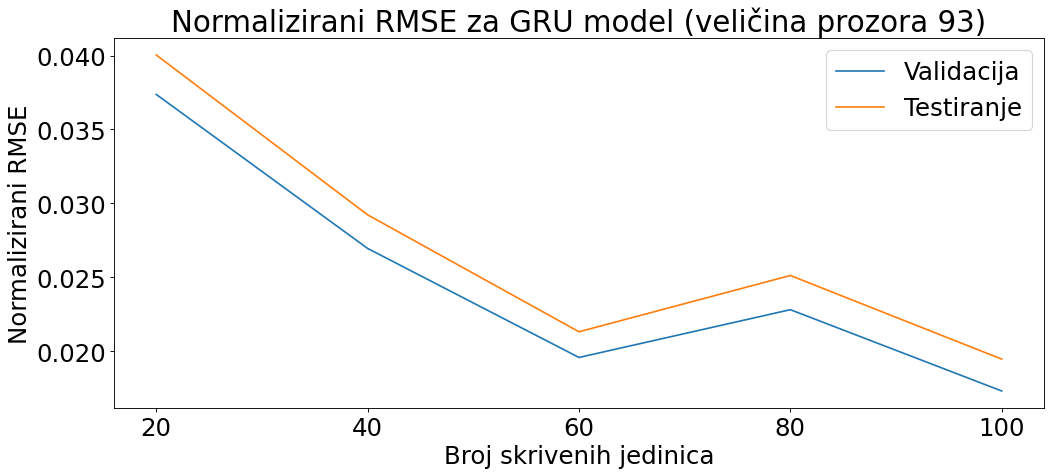 Normalizirani RMSE za GRU model (veličina prozora 93)
Validacija
Testiranje
Normalizirani RMSE
0.040
0.035
0.030
0.025
0.020
20 40 60 80 100
Broj skrivenih jedinica